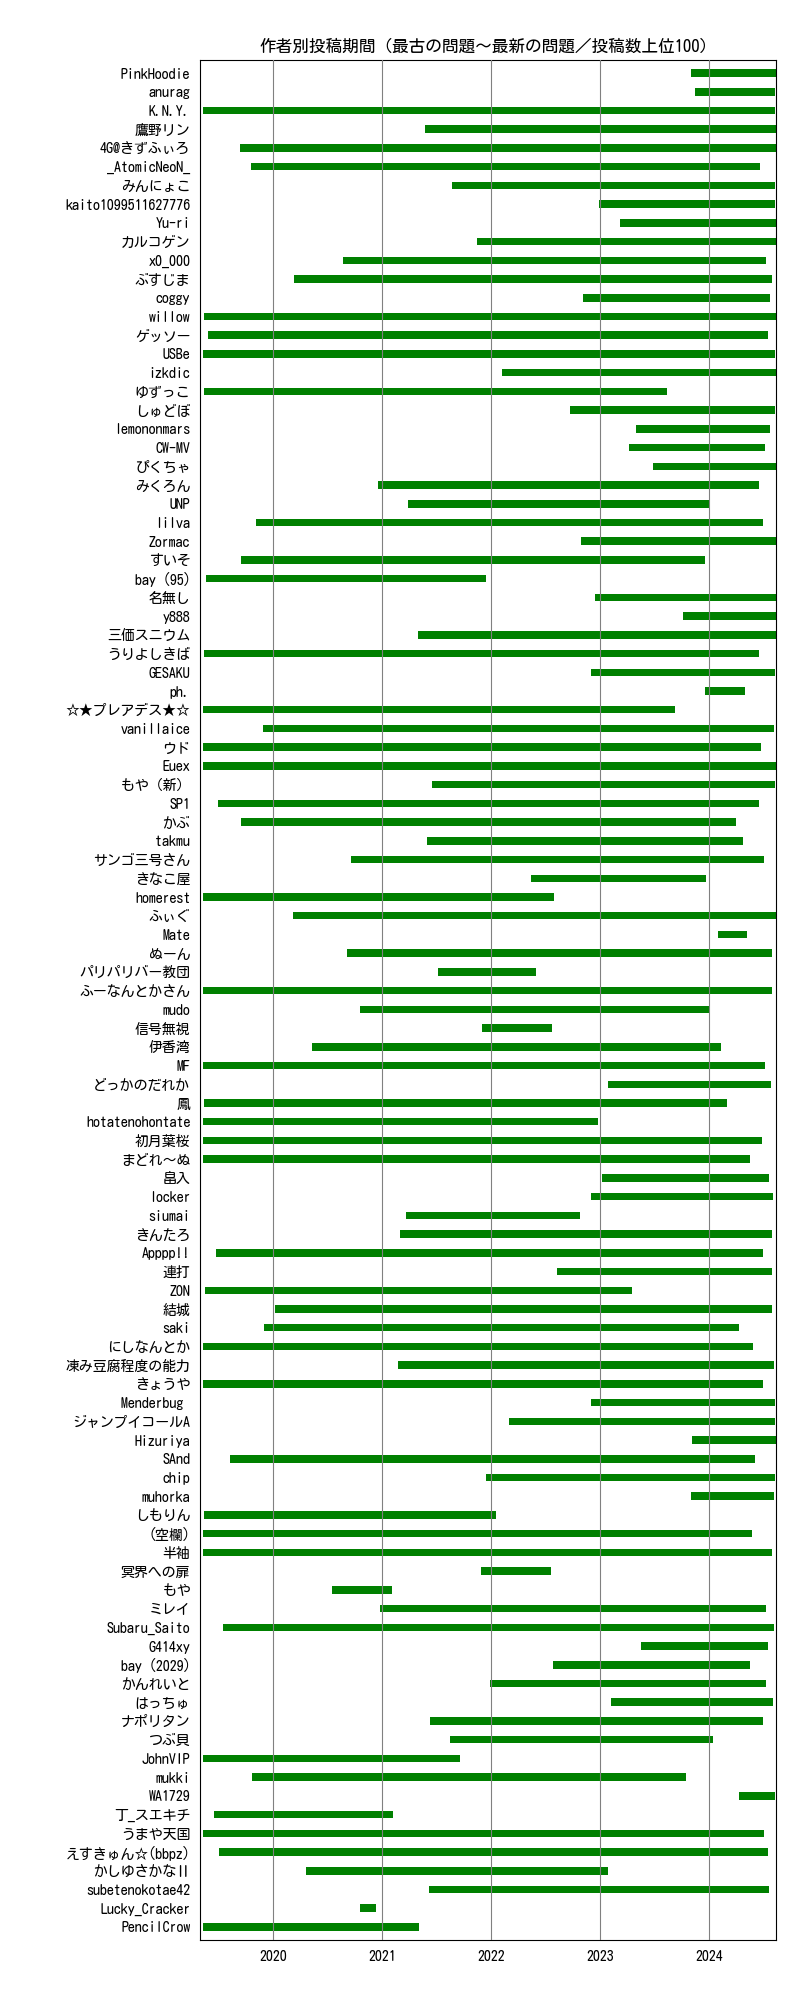 作者別投稿期間（最古の問題～最新の問題／投稿数上位100）
PinkHoodie
anurag
K.N.Y.
鷹野リン
4G@きずふぃろ
_AtomicNeoN_
みんにょこ
kaito1099511627776
Yu-ri
カルコゲン
x0_000
ぶすじま
coggy
willow
ゲッソー
USBe
izkdic
ゆずっこ
しゅどぼ
lemononmars
CW-MV
ぴくちゃ
みくろん
UNP
lilva
Zormac
すいそ
bay (95)
名無し
y888
三価スニウム
うりよしきば
GESAKU
ph.
☆★プレアデス★☆
vanillaice
ウド
Euex
もや（新）
SP1
かぶ
takmu
サンゴ三号さん
きなこ屋
homerest
ふぃぐ
Mate
ぬーん
パリパリバー教団
ふーなんとかさん
mudo
信号無視
伊香湾
MF
どっかのだれか
鳳
hotatenohontate
初月葉桜
まどれ～ぬ
畠入
locker
siumai
きんたろ
Appppll
連打
ZON
結城
saki
にしなんとか
凍み豆腐程度の能力
きょうや
Menderbug
ジャンプイコールA
Hizuriya
SAnd
chip
muhorka
しもりん
(空欄)
半袖
冥界への扉
もや
ミレイ
Subaru_Saito
G414xy
bay (2029)
かんれいと
はっちゅ
ナポリタン
つぶ貝
JohnVIP
mukki
WA1729
丁_スエキチ
うまや天国
えすきゅん☆(bbpz)
かしゆさかなⅡ
subetenokotae42
Lucky_Cracker
PencilCrow
2020 2021 2022 2023 2024